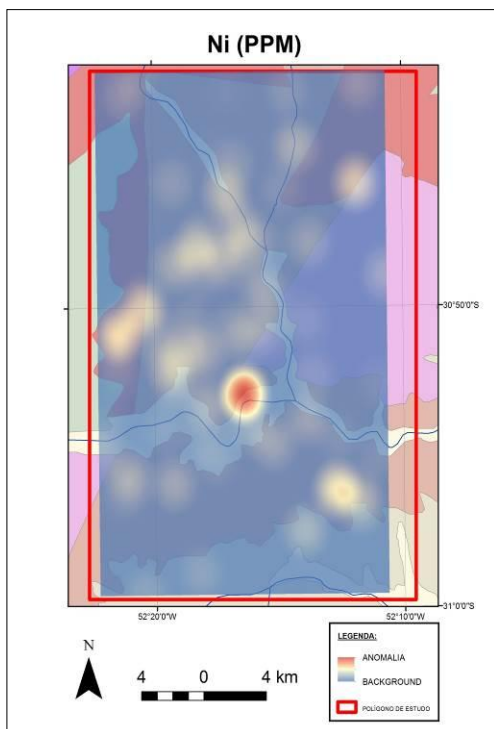 Ni (PPM)
30°50'0"S
31°0'0"S
52°20'0"W
52°10'0"W
N
4 0 4 km
LEGENDA:
ANOMALIA
BACKGROUND
POLÍGONO DE ESTUDO